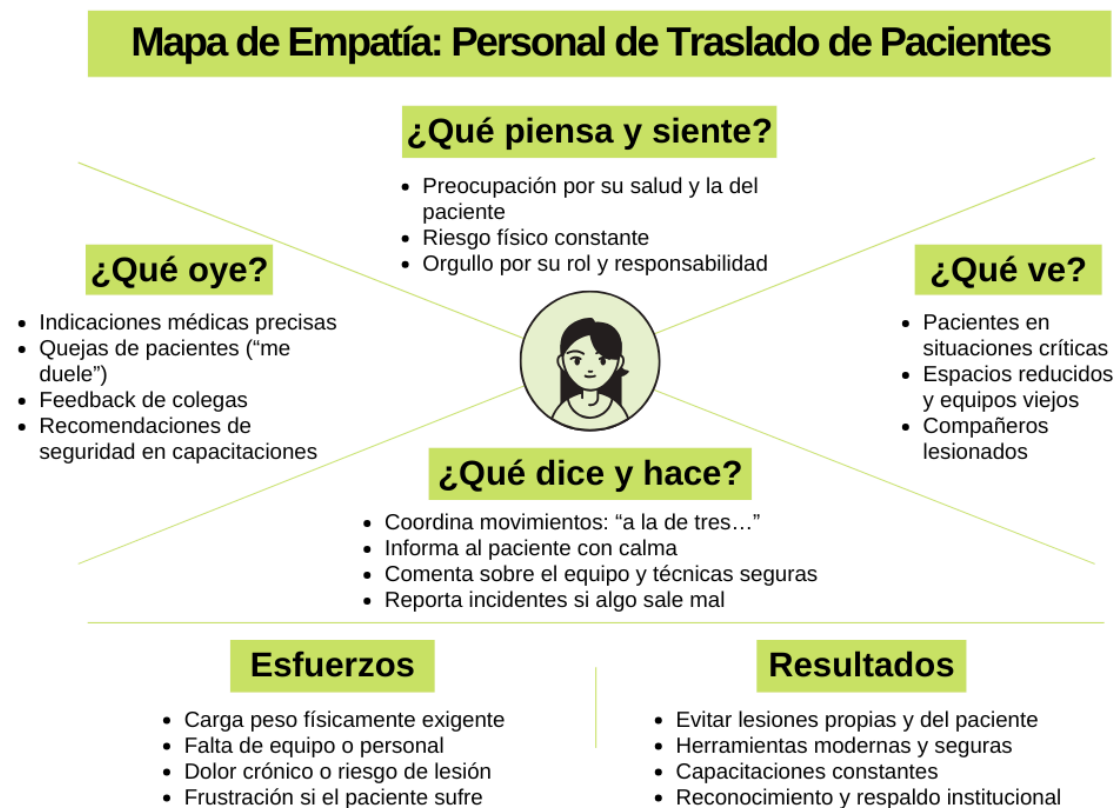 Mapa de Empatía: Personal de Traslado de Pacientes
¿Qué piensa y siente?
• Preocupación por su salud y la del
paciente
• Riesgo físico constante
• Orgullo por su rol y responsabilidad
¿Qué oye?
• Indicaciones médicas precisas
• Quejas de pacientes (“me
duele”)
• Feedback de colegas
• Recomendaciones de
seguridad en capacitaciones
¿Qué ve?
• Pacientes en
situaciones críticas
• Espacios reducidos
y equipos viejos
• Compañeros
lesionados
¿Qué dice y hace?
• Coordina movimientos: “a la de tres…”
• Informa al paciente con calma
• Comenta sobre el equipo y técnicas seguras
• Reporta incidentes si algo sale mal
Esfuerzos
• Carga peso físicamente exigente
• Falta de equipo o personal
• Dolor crónico o riesgo de lesión
• Frustración si el paciente sufre
Resultados
• Evitar lesiones propias y del paciente
• Herramientas modernas y seguras
• Capacitaciones constantes
• Reconocimiento y respaldo institucional